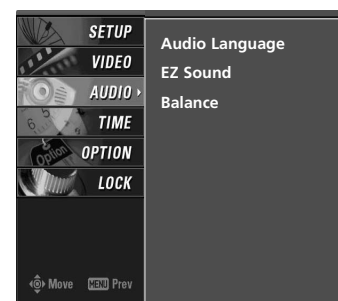 SETUP
VIDEO
AUDIO
TIME
OPTION
LOCK
Audio Language
EZ Sound
Balance
Move MENU Prev